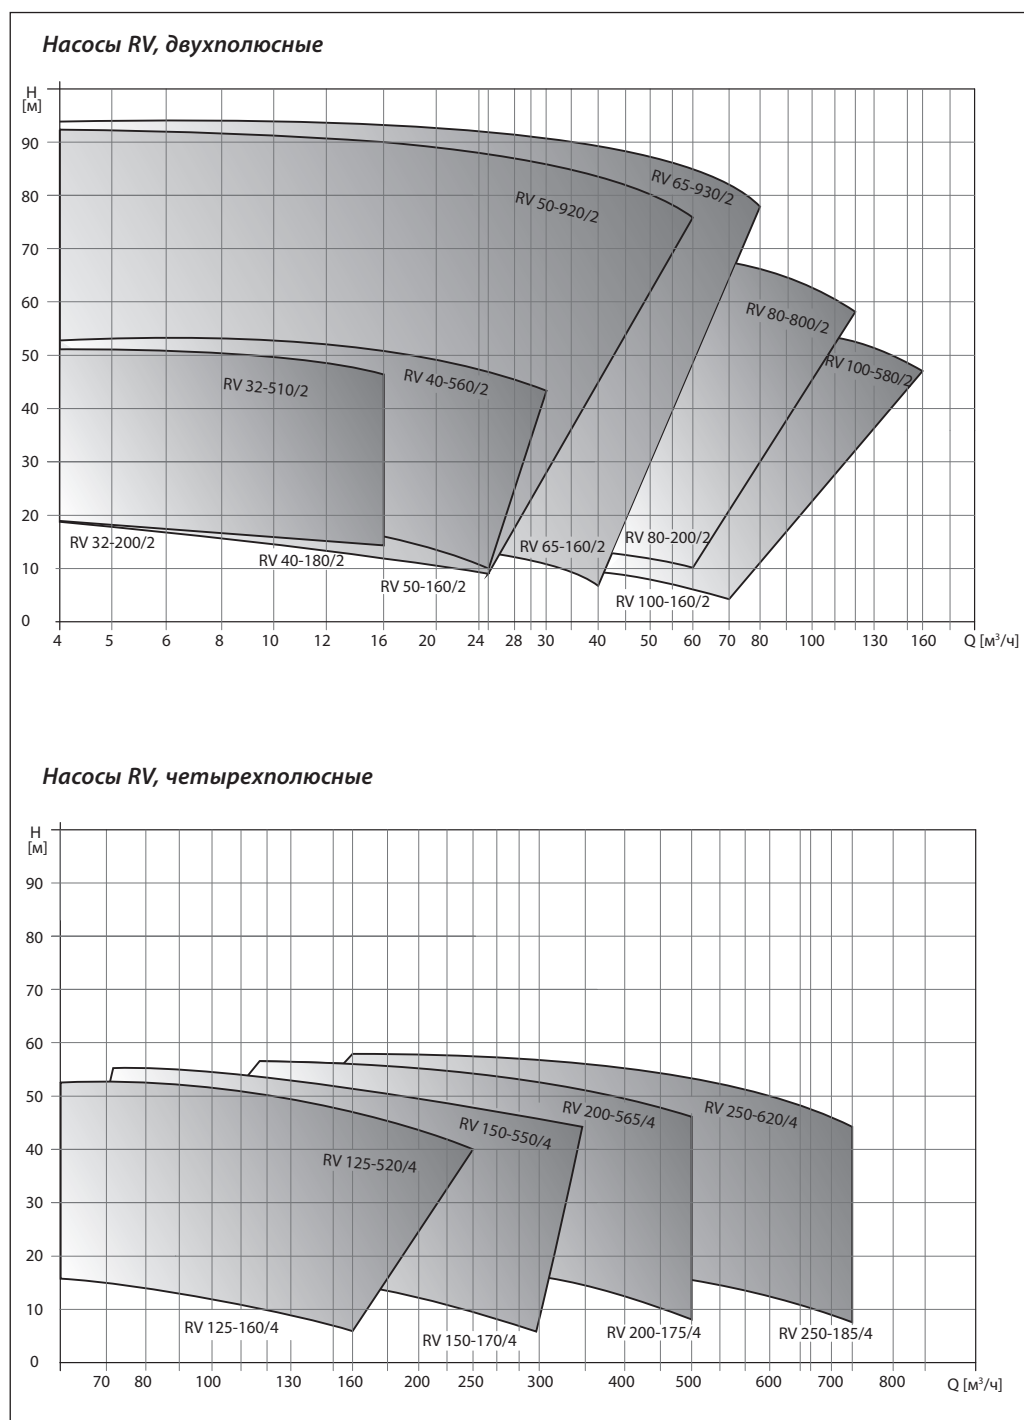 Насосы RV, двухполюсные
H
[м]
90
80
70
60
50
40
30
20
10
0
RV 65-930/2
RV 50-920/2
RV 80-800/2
RV 100-580/2
RV 40-560/2
RV 32-510/2
RV 32-200/2
RV 40-180/2
RV 50-160/2
RV 65-160/2
RV 80-200/2
RV 100-160/2
4 5 6 8 10 12 16 20 24 28 30 40 50 60 70 80 100 130 160 Q [м³/ч]
Насосы RV, четырехполюсные
H
[м]
90
80
70
60
50
40
30
20
10
0
RV 200-565/4
RV 250-620/4
RV 150-550/4
RV 125-520/4
RV 125-160/4
RV 150-170/4
RV 200-175/4
RV 250-185/4
70 80 100 130 160 200 250 300 400 500 600 700 800 Q [м³/ч]